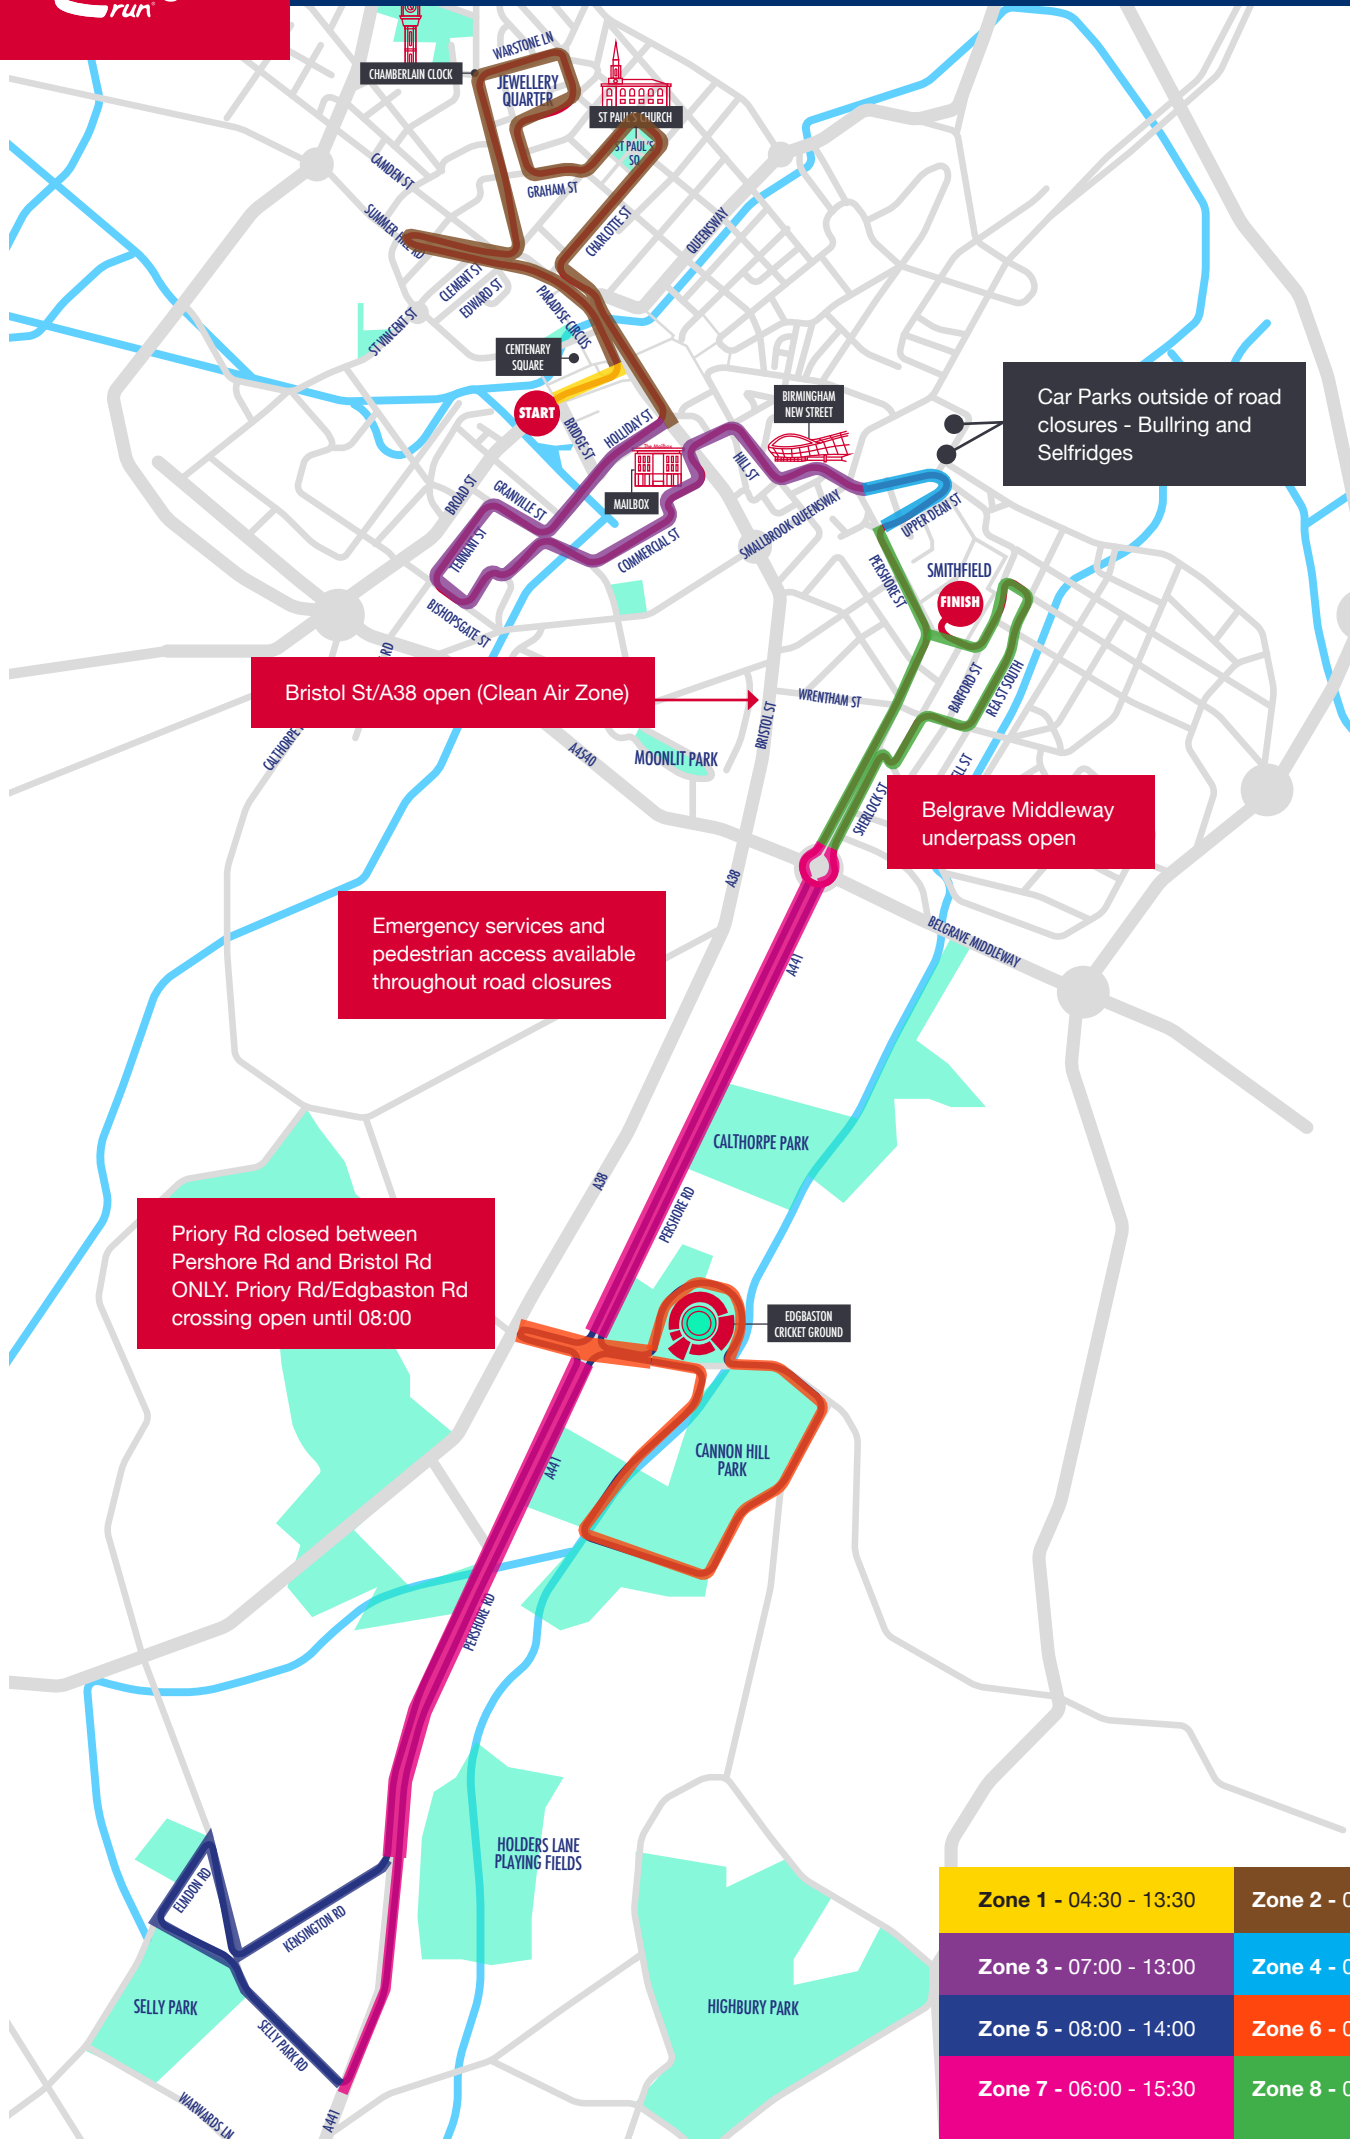 run
WARSTONE LN
CHAMBERLAIN CLOCK
JEWELLERY
QUARTER
ST PAUL'S CHURCH
ST PAUL'S
SQ
CAMDEN ST
GRAHAM ST
SUMMER HILL RD
CHARLOTTE ST
QUEENSWAY
CLEMENT ST
EDWARD ST
PARADISE CIRCUS
ST VINCENT ST
CENTENARY
SQUARE
START
BRIDGE ST
HOLLIDAY ST
BIRMINGHAM
NEW STREET
Car Parks outside of road
closures - Bullring and
Selfridges
The Mailbox
MAILBOX
HILL ST
BROAD ST
GRANVILLE ST
TENNANT ST
COMMERCIAL ST
SMALLBROOK QUEENSWAY
UPPER DEAN ST
PERSHORE ST
SMITHFIELD
FINISH
BISHOPSGATE ST
RD
Bristol St/A38 open (Clean Air Zone)
WRENTHAM ST
BARFORD ST
REA ST SOUTH
BRISTOL ST
CALTHORPE
A4540
MOONLIT PARK
ELL ST
SHERLOCK ST
Belgrave Middleway
underpass open
A38
Emergency services and
pedestrian access available
throughout road closures
BELGRAVE MIDDLEWAY
A441
CALTHORPE PARK
A38
PERSHORE RD
Priory Rd closed between
Pershore Rd and Bristol Rd
ONLY. Priory Rd/Edgbaston Rd
crossing open until 08:00
EDGBASTON
CRICKET GROUND
CANNON HILL
PARK
A441
PERSHORE RD
HOLDERS LANE
PLAYING FIELDS
ELMDON RD
KENSINGTON RD
SELLY PARK
SELLY PARK RD
HIGHBURY PARK
WARWARDS LN
A441
Zone 1 - 04:30 - 13:30
Zone 2 - 0
Zone 3 - 07:00 - 13:00
Zone 4 - 0
Zone 5 - 08:00 - 14:00
Zone 6 - 0
Zone 7 - 06:00 - 15:30
Zone 8 - 0